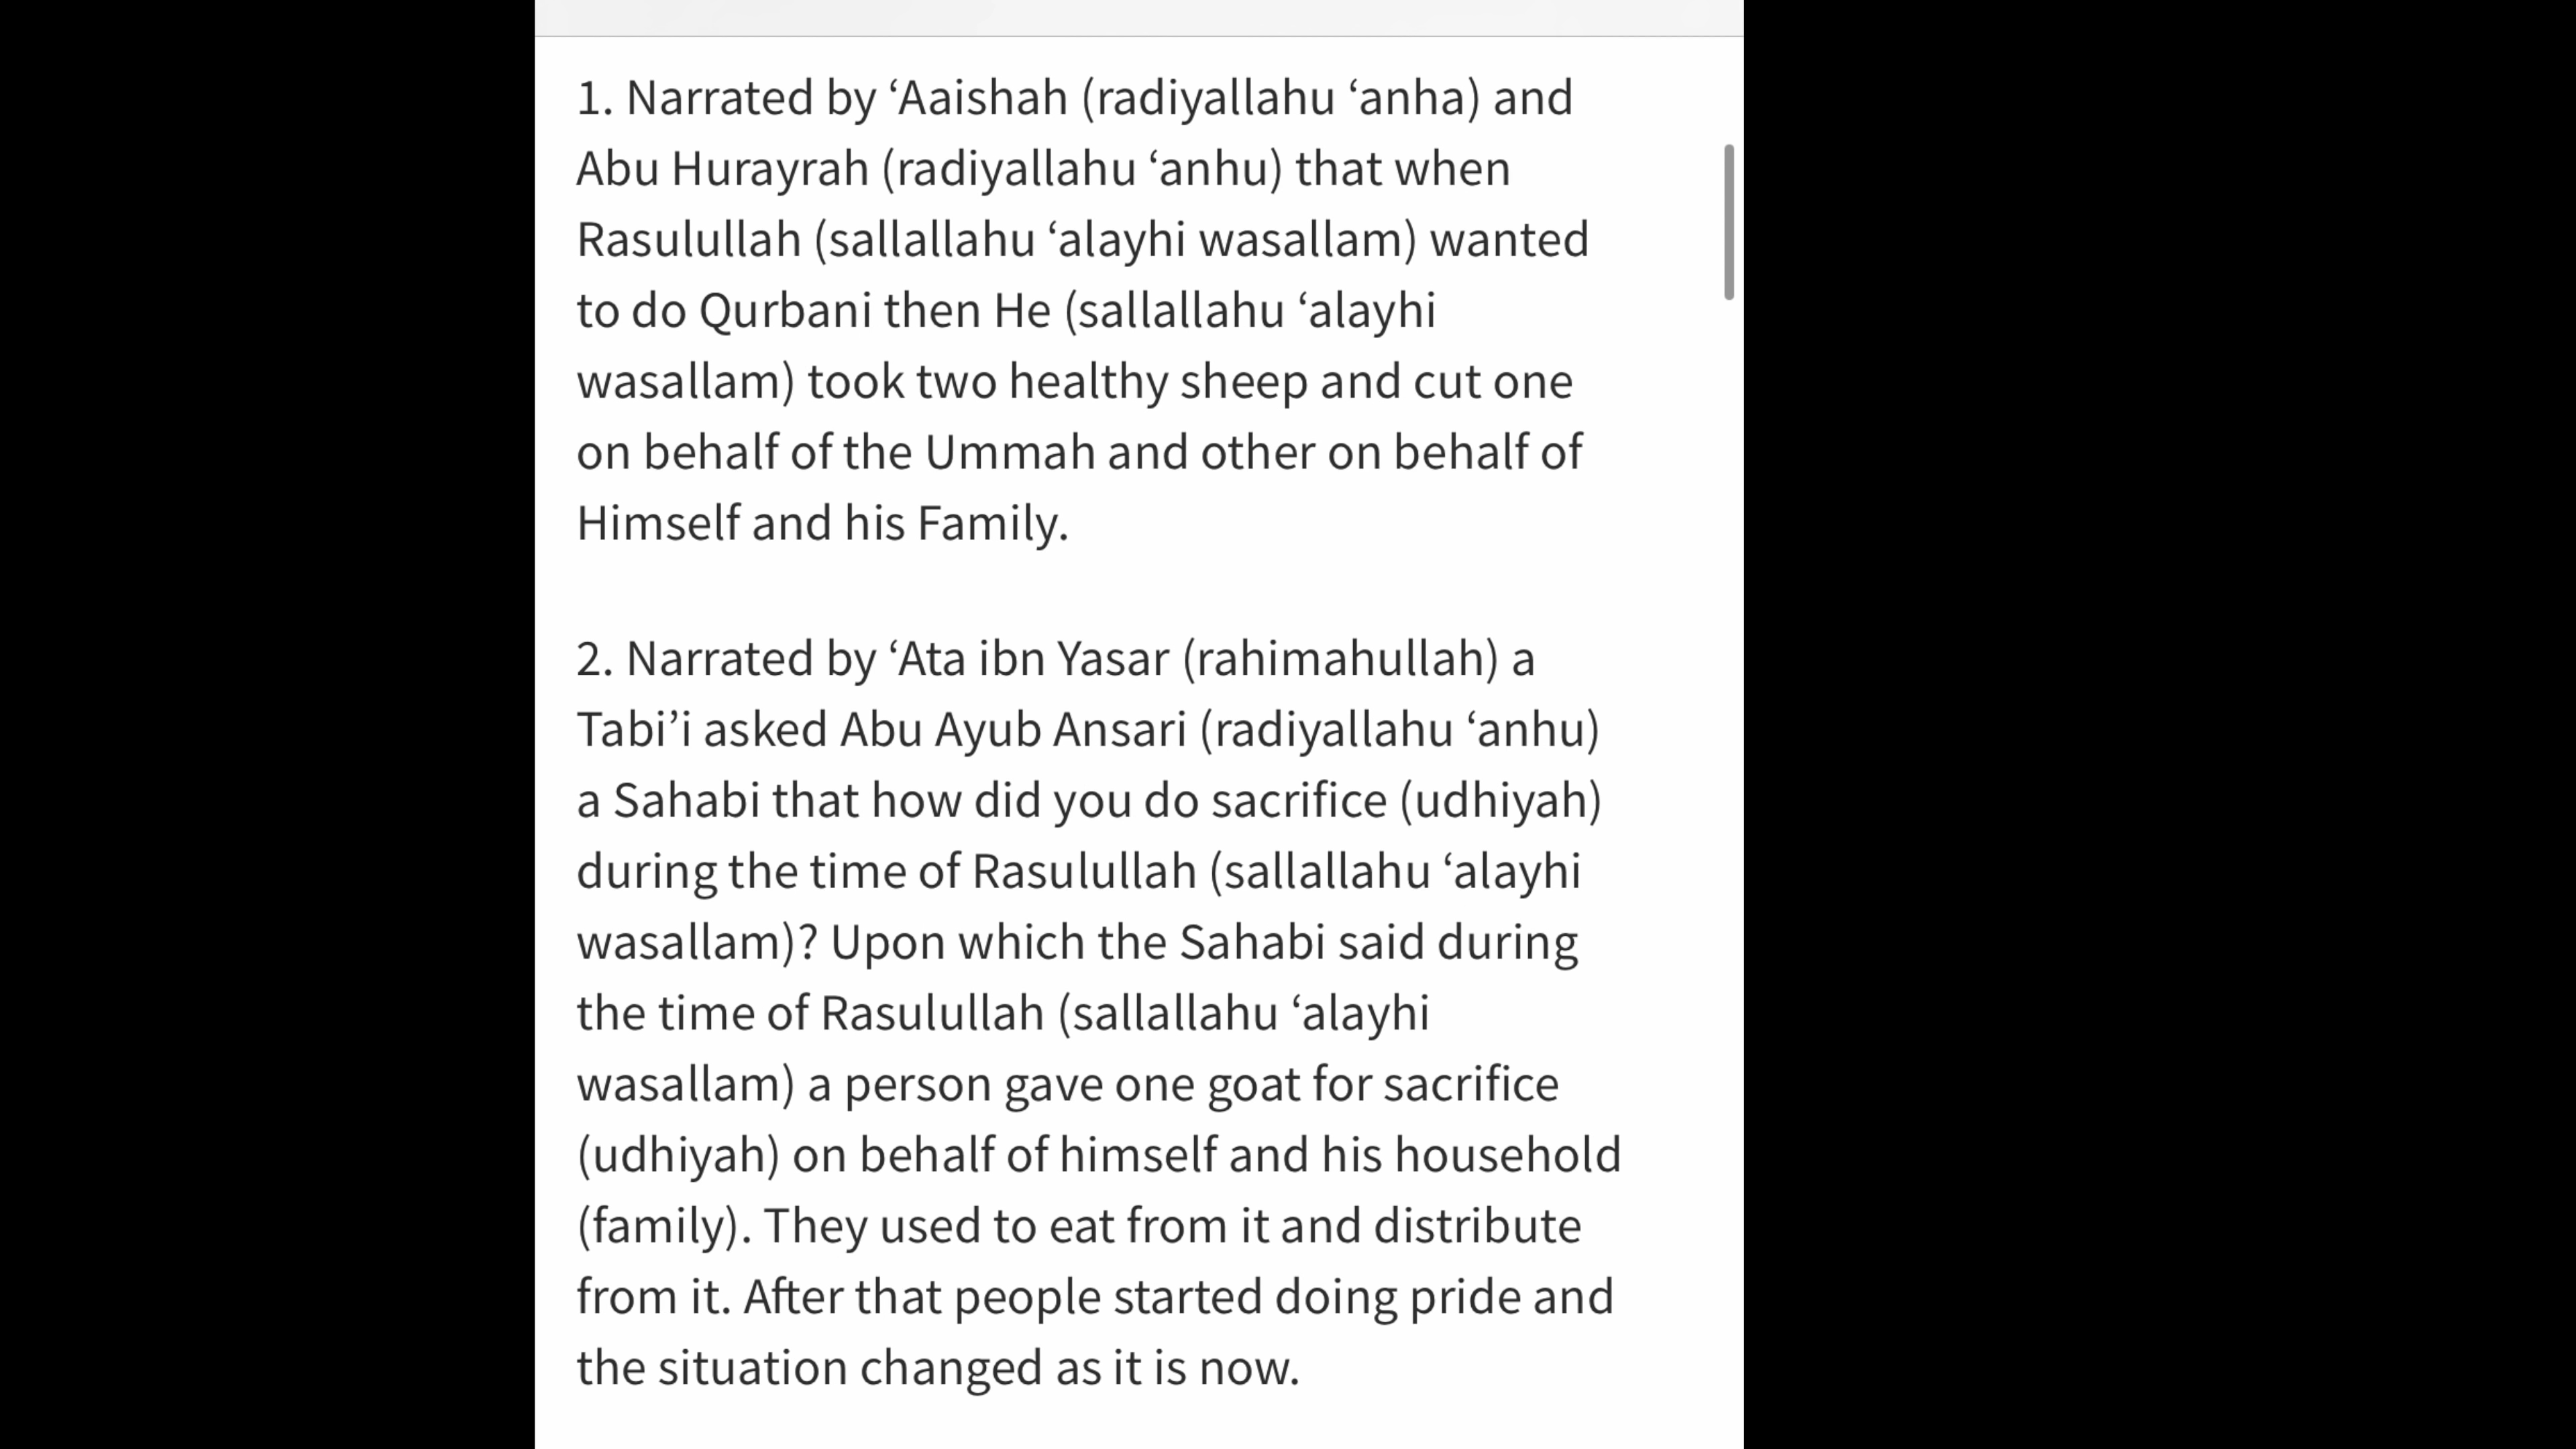 1. Narrated by ‘Aaishah (radiyallahu ‘anha) and
Abu Hurayrah (radiyallahu ‘anhu) that when
Rasulullah (sallallahu ‘alayhi wasallam) wanted
to do Qurbani then He (sallallahu ‘alayhi
wasallam) took two healthy sheep and cut one
on behalf of the Ummah and other on behalf of
Himself and his Family.
2. Narrated by ‘Ata ibn Yasar (rahimahullah) a
Tabi’i asked Abu Ayub Ansari (radiyallahu ‘anhu)
a Sahabi that how did you do sacrifice (udhiyah)
during the time of Rasulullah (sallallahu ‘alayhi
wasallam)? Upon which the Sahabi said during
the time of Rasulullah (sallallahu ‘alayhi
wasallam) a person gave one goat for sacrifice
(udhiyah) on behalf of himself and his household
(family). They used to eat from it and distribute
from it. After that people started doing pride and
the situation changed as it is now.